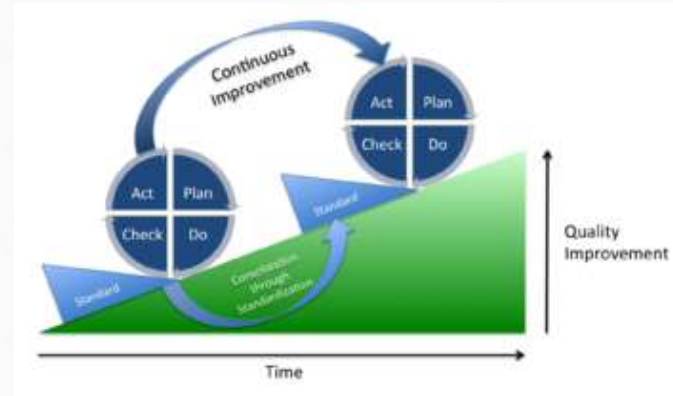 Continuous
Improvement
Act
Plan
Check
Do
Act
Plan
Check
Do
Standard
Standard
Consolidation
through
Standardization
Quality
Improvement
Time